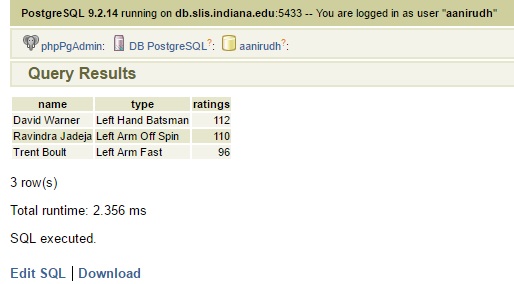 PostgreSQL 9.2.14 running on db.slis.indiana.edu:5433 -- You are logged in as user "aanirudh"
phpPgAdmin?: DB PostgreSQL?: aanirudh?:
Query Results
name type ratings
David Warner Left Hand Batsman 112
Ravindra Jadeja Left Arm Off Spin 110
Trent Boult Left Arm Fast 96
3 row(s)
Total runtime: 2.356 ms
SQL executed.
Edit SQL | Download